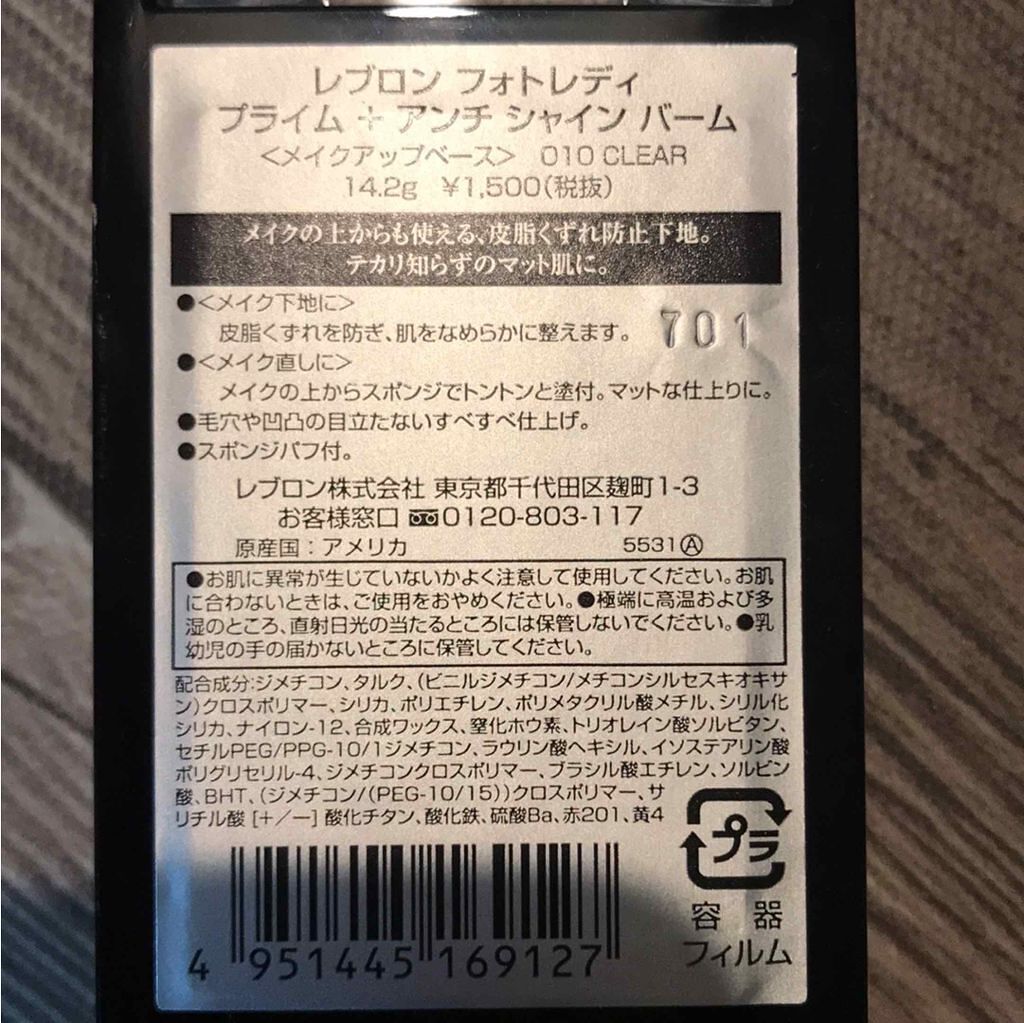 レブロン フォトレディ
プライム + アンチ シャイン バーム
<メイクアップベース> 010 CLEAR
14.2g ¥1,500(税抜)
メイクの上からも使える、皮脂くずれ防止下地。
テカリ知らずのマット肌に。
●<メイク下地に>
皮脂くずれを防ぎ、肌をなめらかに整えます。
701
●<メイク直しに>
メイクの上からスポンジでトントンと塗付。マットな仕上りに。
●毛穴や凹凸の目立たないすべすべ仕上げ。
●スポンジパフ付。
レブロン株式会社 東京都千代田区麹町1-3
お客様窓口 0120-803-117
原産国:アメリカ 5531Ⓐ
●お肌に異常が生じていないかよく注意して使用してください。お肌
に合わないときは、ご使用をおやめください。●極端に高温および多
湿のところ、直射日光の当たるところには保管しないでください。●乳
幼児の手の届かないところに保管してください。
配合成分:ジメチコン、タルク、(ビニルジメチコン/メチコンシルセスキオキサ
ン)クロスポリマー、シリカ、ポリエチレン、ポリメタクリル酸メチル、シリル化
シリカ、ナイロン-12、合成ワックス、窒化ホウ素、トリオレイン酸ソルビタン、
セチルPEG/PPG-10/1ジメチコン、ラウリン酸ヘキシル、イソステアリン酸
ポリグリセリル-4、ジメチコンクロスポリマー、ブラシル酸エチレン、ソルビン
酸、BHT、(ジメチコン/(PEG-10/15))クロスポリマー、サ
リチル酸 [+/-] 酸化チタン、酸化鉄、硫酸Ba、赤201、黄4
プラ
容 器
フィルム
4 951445 169127